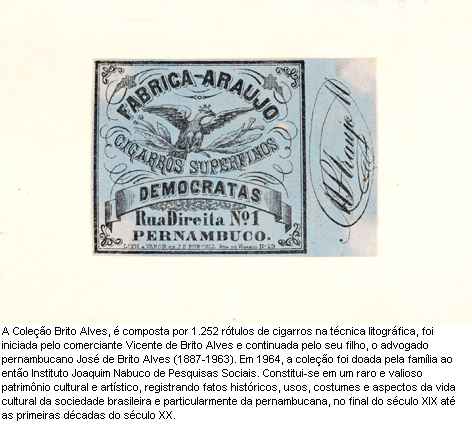 FABRICA-ARAUJO
CIGARROS SUPERFINOS
DEMOCRATAS
Rua Direita Nº1
PERNAMBUCO.
A Coleção Brito Alves, é composta por 1.252 rótulos de cigarros na técnica litográfica, foi
iniciada pelo comerciante Vicente de Brito Alves e continuada pelo seu filho, o advogado
pernambucano José de Brito Alves (1887-1963). Em 1964, a coleção foi doada pela família ao
então Instituto Joaquim Nabuco de Pesquisas Sociais. Constitui-se em um raro e valioso
patrimônio cultural e artístico, registrando fatos históricos, usos, costumes e aspectos da vida
cultural da sociedade brasileira e particularmente da pernambucana, no final do século XIX até
as primeiras décadas do século XX.